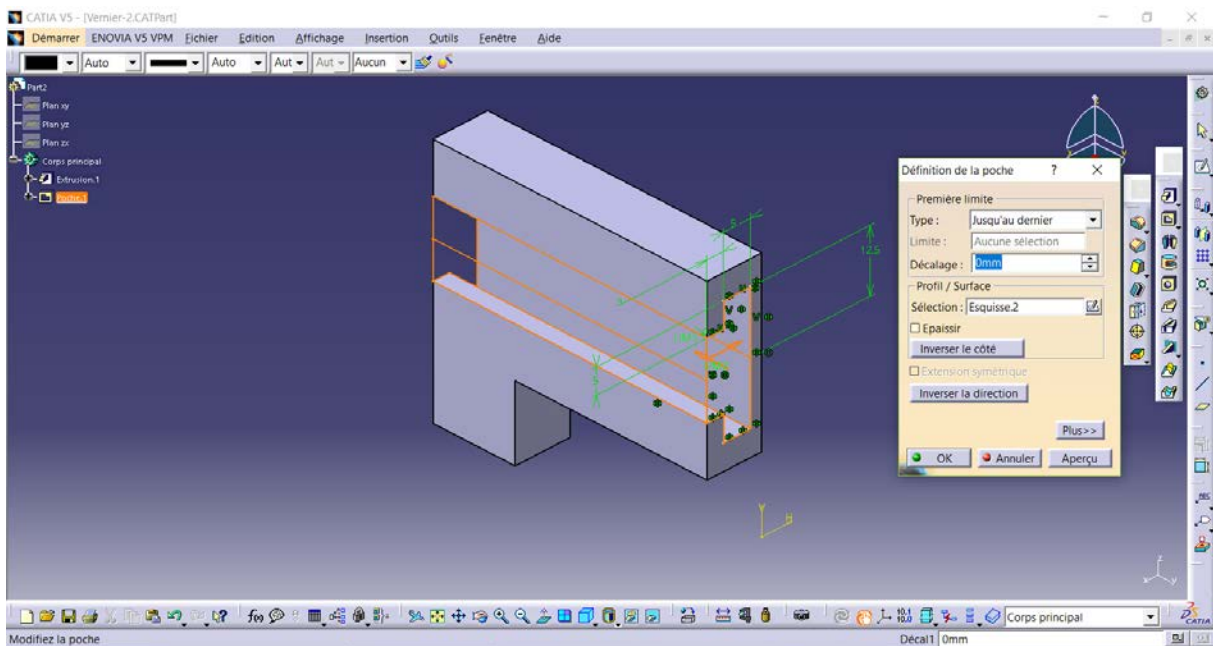 CATIA V5 - [Vernier-2.CATPart]
Démarrer ENOVIA V5 VPM Fichier Edition Affichage Insertion Outils Fenêtre Aide
Auto Auto Aut Aut Aucun
Part2
Plan xy
Plan yz
Plan zx
Corps principal
Extrusion.1
Poche.1
5
12.5
3
5
V
H
z
x
y
Définition de la poche ? X
Première limite
Type : Jusqu'au dernier
Limite : Aucune sélection
Décalage : 0mm
Profil / Surface
Sélection : Esquisse.2
Epaissir
Inverser le côté
Extension symétrique
Inverser la direction
Plus>>
OK Annuler Aperçu
f(x) Corps principal
CATIA
Modifiez la poche Décal1 0mm